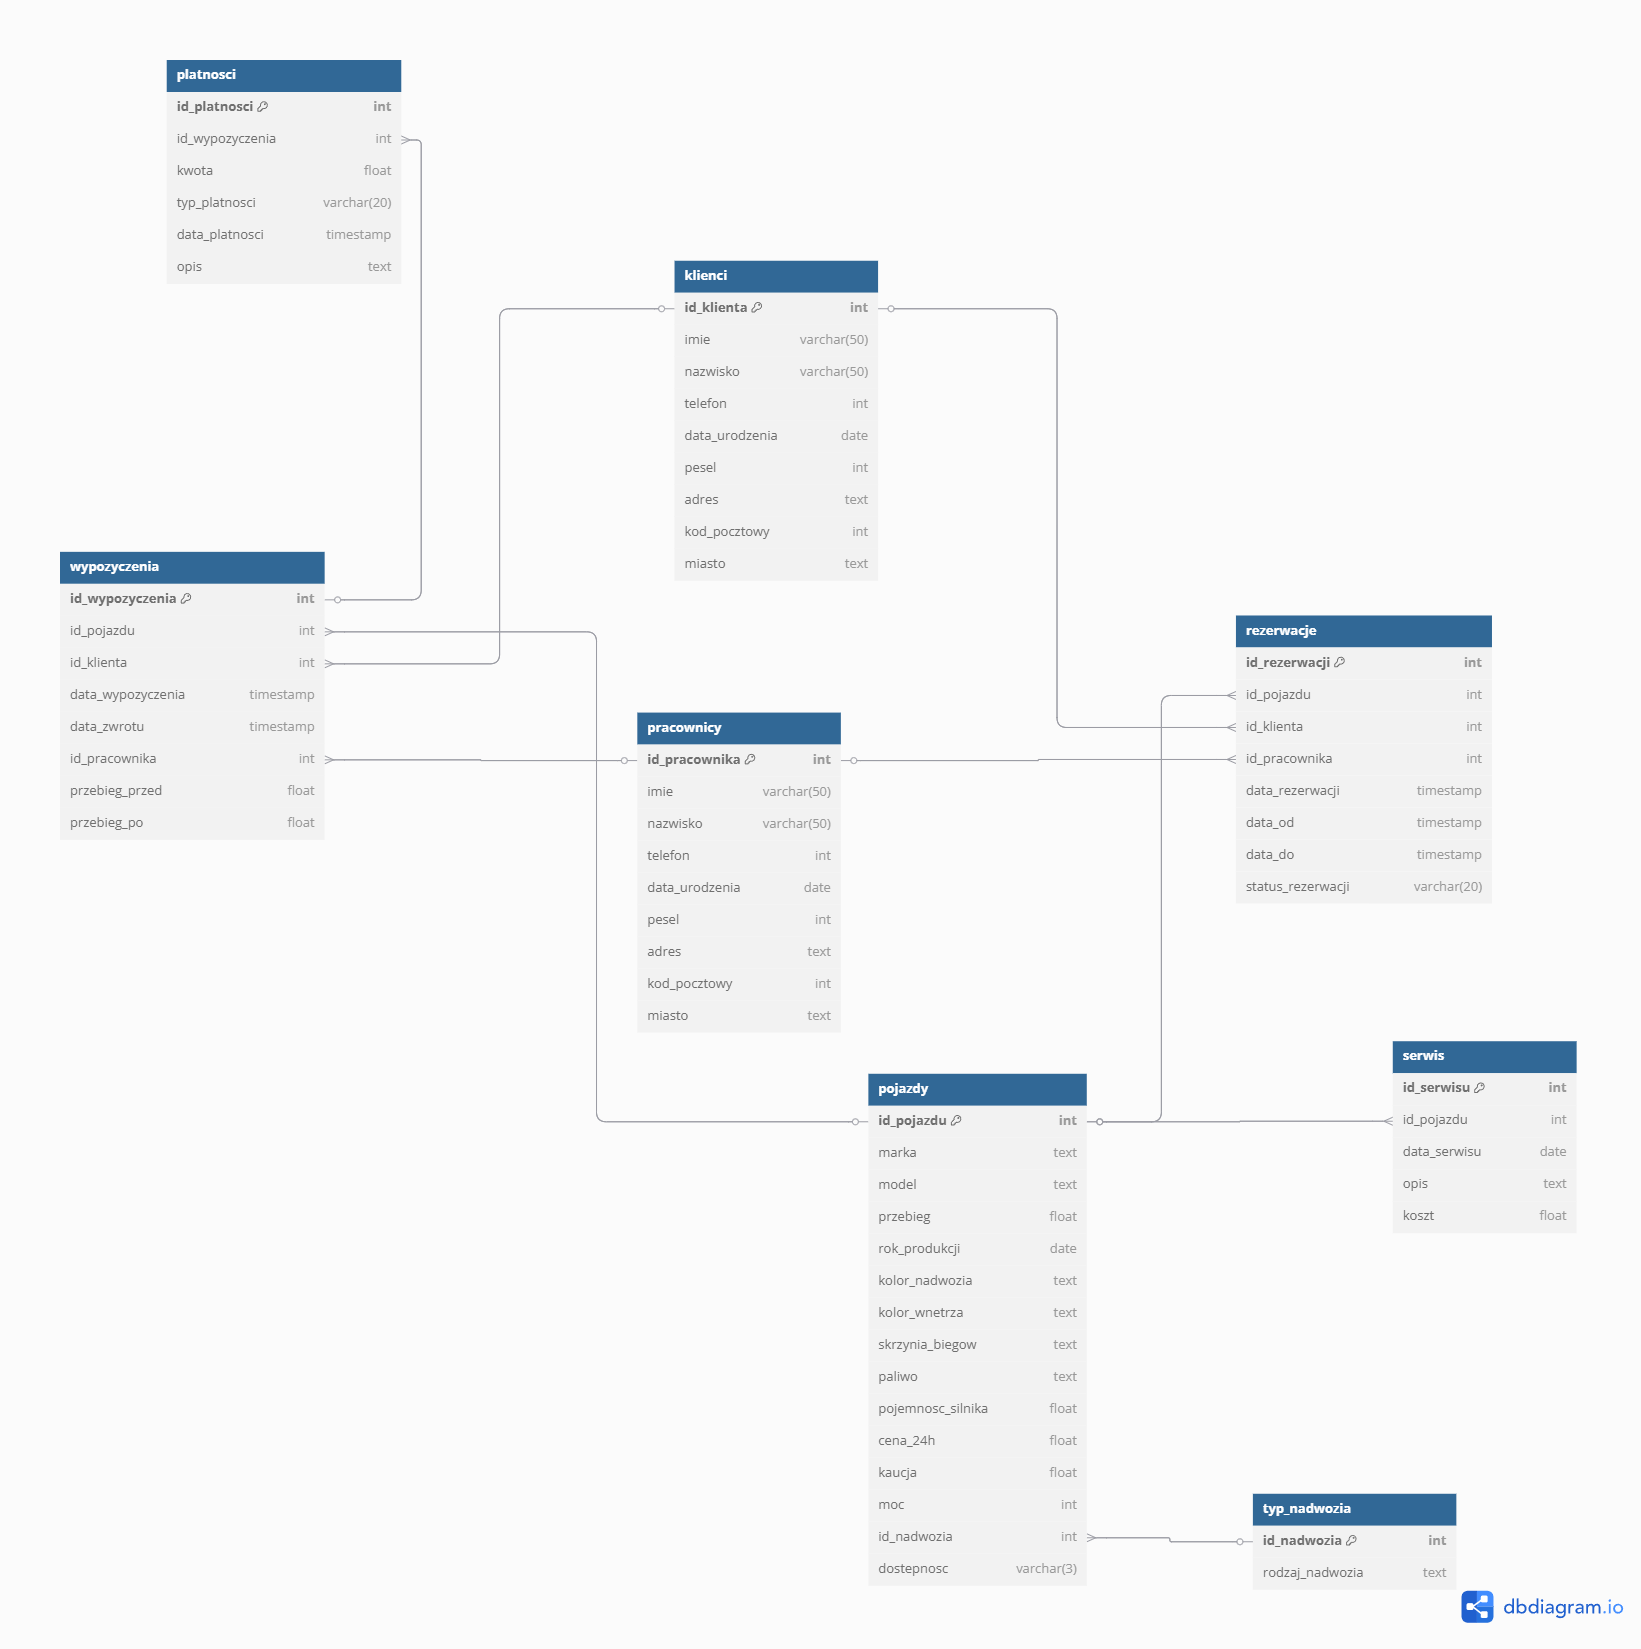 platnosci
id_platnosci int
id_wypozyczenia int
kwota float
typ_platnosci varchar(20)
data_platnosci timestamp
opis text
klienci
id_klienta int
imie varchar(50)
nazwisko varchar(50)
telefon int
data_urodzenia date
pesel int
adres text
kod_pocztowy int
miasto text
wypozyczenia
id_wypozyczenia int
id_pojazdu int
id_klienta int
data_wypozyczenia timestamp
data_zwrotu timestamp
id_pracownika int
przebieg_przed float
przebieg_po float
rezerwacje
id_rezerwacji int
id_pojazdu int
id_klienta int
id_pracownika int
data_rezerwacji timestamp
data_od timestamp
data_do timestamp
status_rezerwacji varchar(20)
pracownicy
id_pracownika int
imie varchar(50)
nazwisko varchar(50)
telefon int
data_urodzenia date
pesel int
adres text
kod_pocztowy int
miasto text
serwis
id_serwisu int
id_pojazdu int
data_serwisu date
opis text
koszt float
pojazdy
id_pojazdu int
marka text
model text
przebieg float
rok_produkcji date
kolor_nadwozia text
kolor_wnetrza text
skrzynia_biegow text
paliwo text
pojemnosc_silnika float
cena_24h float
kaucja float
moc int
id_nadwozia int
dostepnosc varchar(3)
typ_nadwozia
id_nadwozia int
rodzaj_nadwozia text
dbdiagram.io